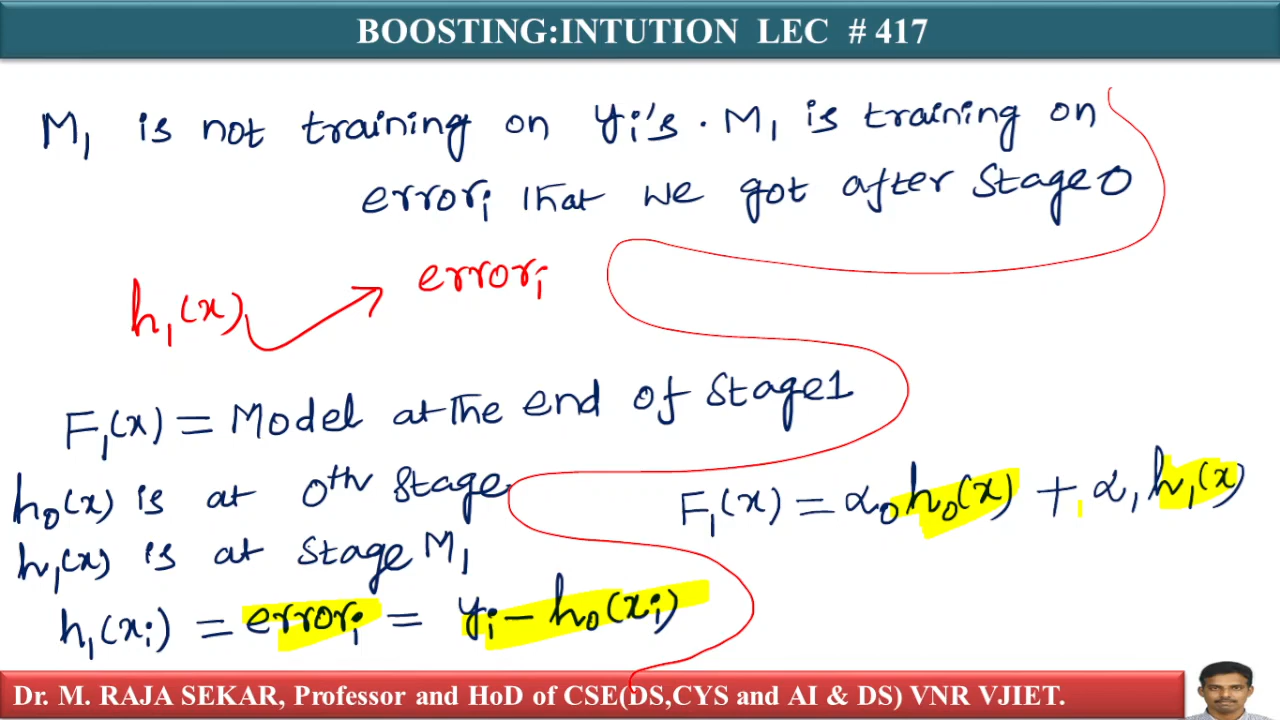 BOOSTING:INTUTION LEC # 417
M₁ is not training on yᵢ's . M₁ is training on
errorᵢ that we got after Stage 0
h₁(x) → errorᵢ
F₁(x) = Model at the end of Stage1
h₀(x) is at 0th Stage
h₁(x) is at stage M₁
h₁(xᵢ) = errorᵢ = yᵢ - h₀(xᵢ)
F₁(x) = α₀h₀(x) + α₁h₁(x)
Dr. M. RAJA SEKAR, Professor and HoD of CSE(DS,CYS and AI & DS) VNR VJIET.